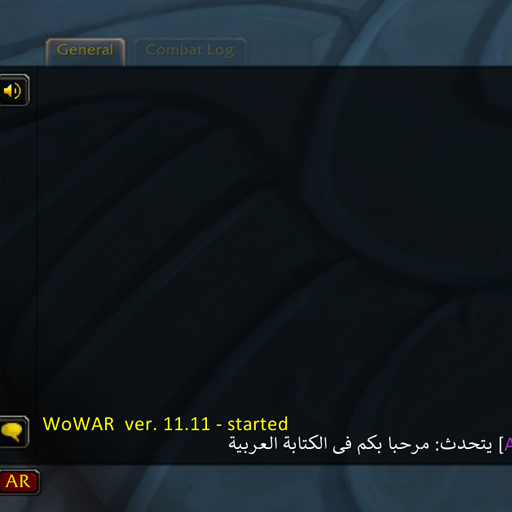 General
Combat Log
WoWAR ver. 11.11 - started
[A] يتحدث: مرحبا بكم فى الكتابة العربية
AR